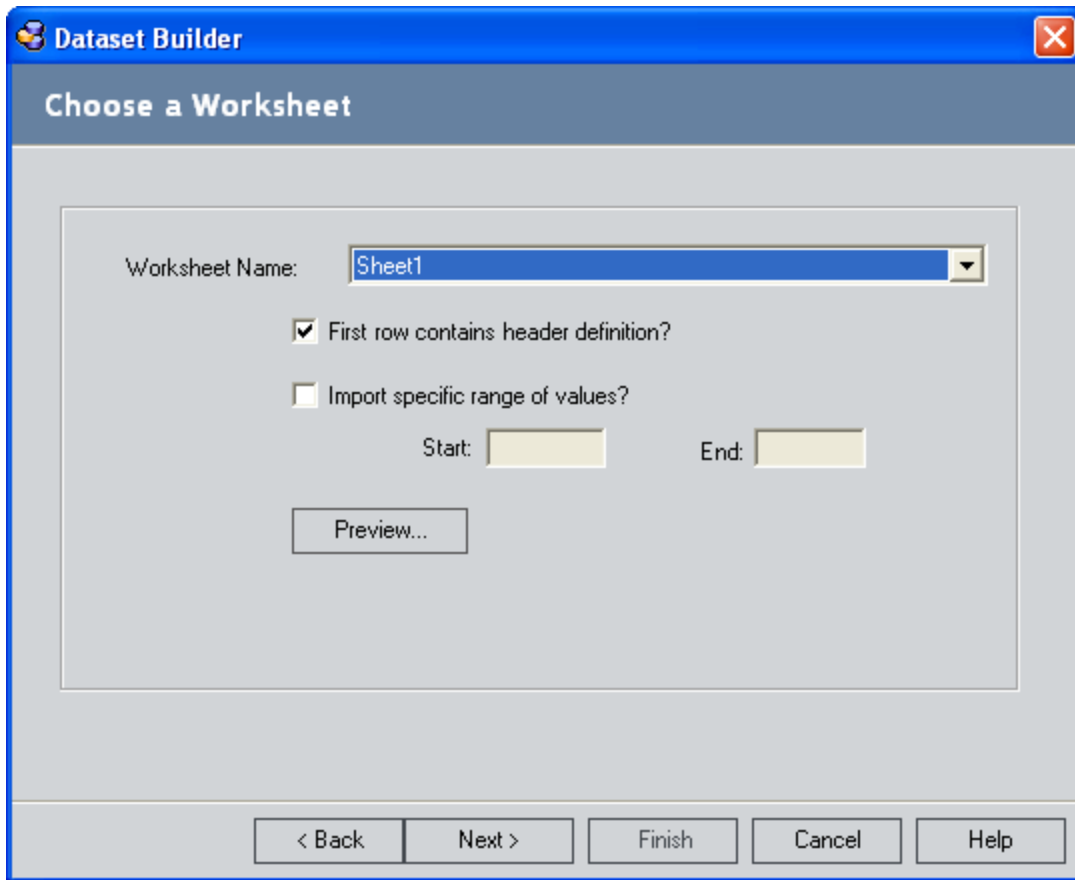 Dataset Builder
Choose a Worksheet
Worksheet Name: Sheet1
First row contains header definition?
Import specific range of values?
Start: End:
Preview...
< Back Next > Finish Cancel Help